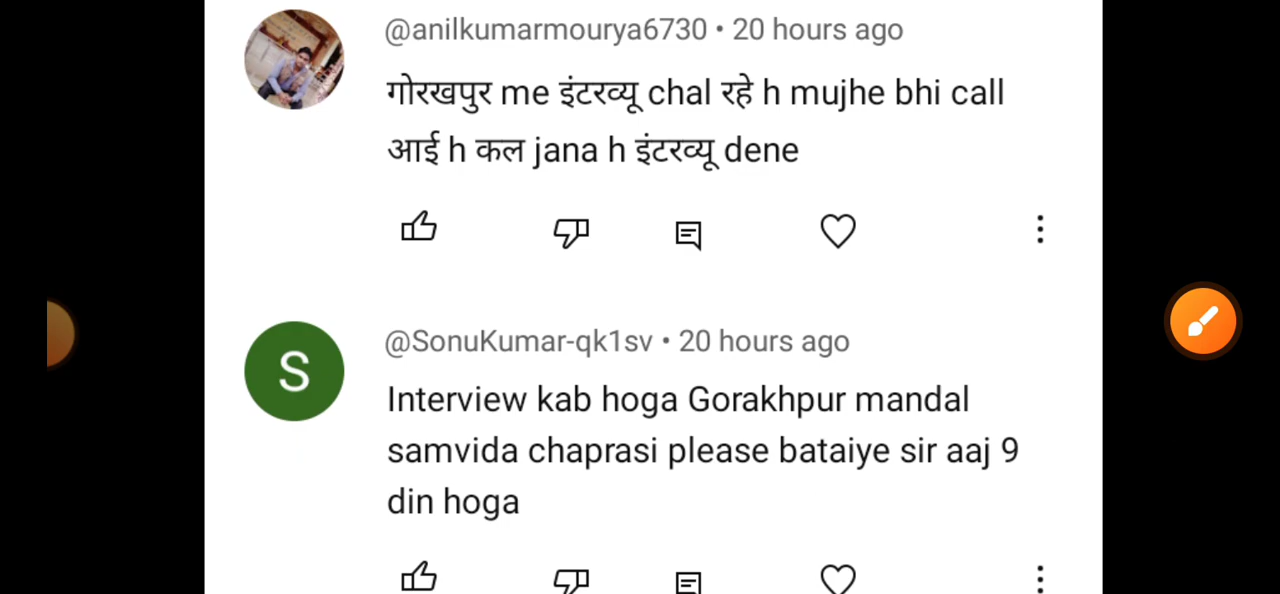 @anilkumarmourya6730 • 20 hours ago
गोरखपुर me इंटरव्यू chal रहे h mujhe bhi call
आई h कल jana h इंटरव्यू dene
S
@SonuKumar-qk1sv • 20 hours ago
Interview kab hoga Gorakhpur mandal
samvida chaprasi please bataiye sir aaj 9
din hoga